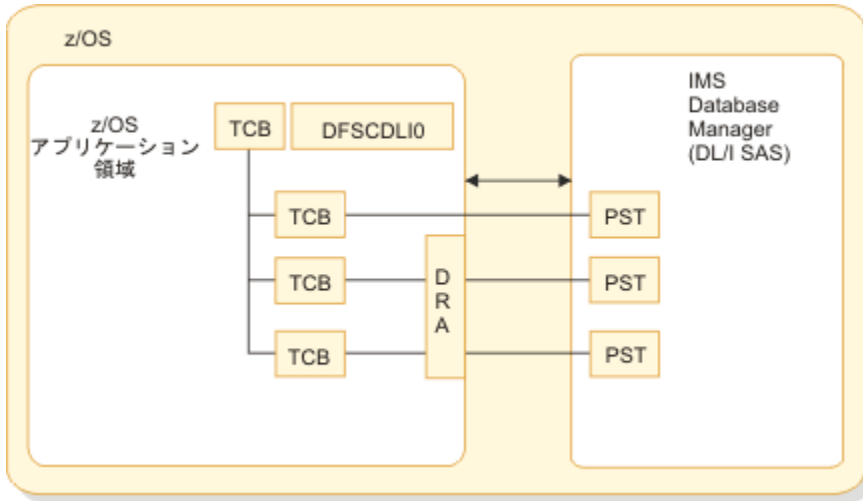 z/OS
z/OS
アプリケーション
領域
TCB
DFSCDLI0
TCB
TCB
TCB
D
R
A
IMS
Database
Manager
(DL/I SAS)
PST
PST
PST